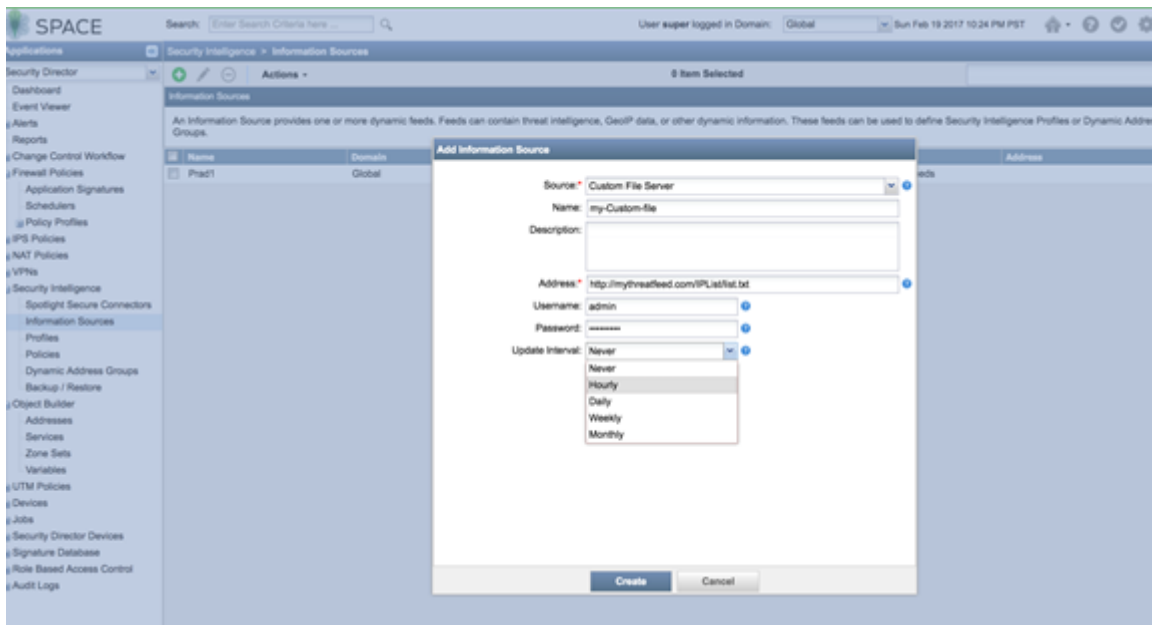 SPACE
Search: Enter Search Criteria here ...
User super logged in Domain: Global Sun Feb 19 2017 10:24 PM PST
Applications
Security Intelligence > Information Sources
Security Director
Actions
0 Item Selected
Information Sources
An Information Source provides one or more dynamic feeds. Feeds can contain threat intelligence, GeoIP data, or other dynamic information. These feeds can be used to define Security Intelligence Profiles or Dynamic Addre
Groups.
Name Domain Address
Prad1 Global eds
Dashboard
Event Viewer
Alerts
Reports
Change Control Workflow
Firewall Policies
Application Signatures
Schedulers
Policy Profiles
IPS Policies
NAT Policies
VPNs
Security Intelligence
Spotlight Secure Connectors
Information Sources
Profiles
Policies
Dynamic Address Groups
Backup / Restore
Object Builder
Addresses
Services
Zone Sets
Variables
UTM Policies
Devices
Jobs
Security Director Devices
Signature Database
Role Based Access Control
Audit Logs
Add Information Source
Source:* Custom File Server
Name: my-Custom-file
Description:
Address:* http://mythreatfeed.com/IPList/list.txt
Username: admin
Password: ••••••••
Update Interval: Never
Never
Hourly
Daily
Weekly
Monthly
Create Cancel